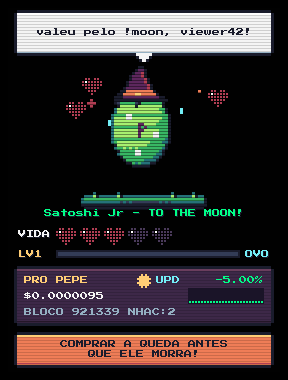 valeu pelo !moon, viewer42!
Satoshi Jr - TO THE MOON!
VIDA
LV1 OVO
PRO PEPE UPD -5.00%
$0.0000095
BLOCO 921339 NHAC:2
COMPRAR A QUEDA ANTES
QUE ELE MORRA!